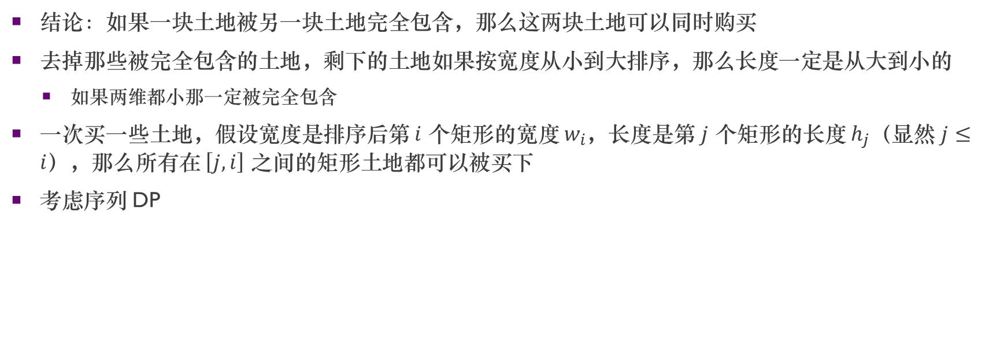 ▪ 结论：如果一块土地被另一块土地完全包含，那么这两块土地可以同时购买
▪ 去掉那些被完全包含的土地，剩下的土地如果按宽度从小到大排序，那么长度一定是从大到小的
▪ 如果两维都小那一定被完全包含
▪ 一次买一些土地，假设宽度是排序后第 i 个矩形的宽度 wᵢ，长度是第 j 个矩形的长度 hⱼ（显然 j ≤
i），那么所有在 [j, i] 之间的矩形土地都可以被买下
▪ 考虑序列 DP